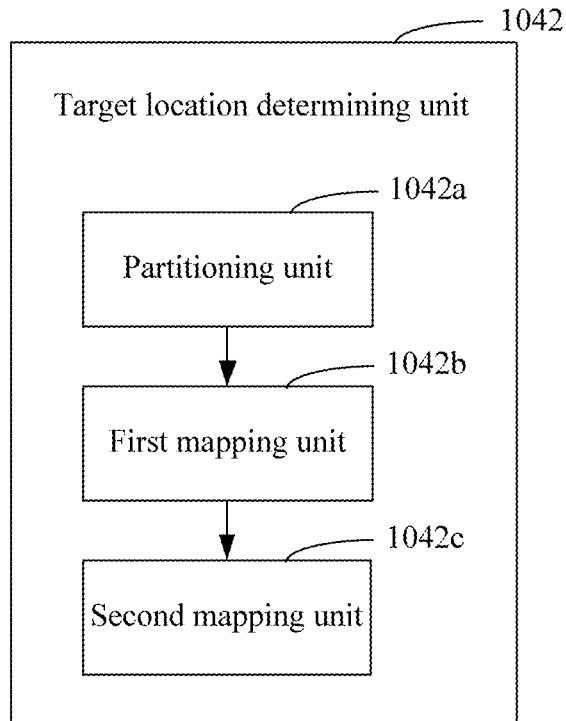 1042
Target location determining unit
1042a
Partitioning unit
1042b
First mapping unit
1042c
Second mapping unit